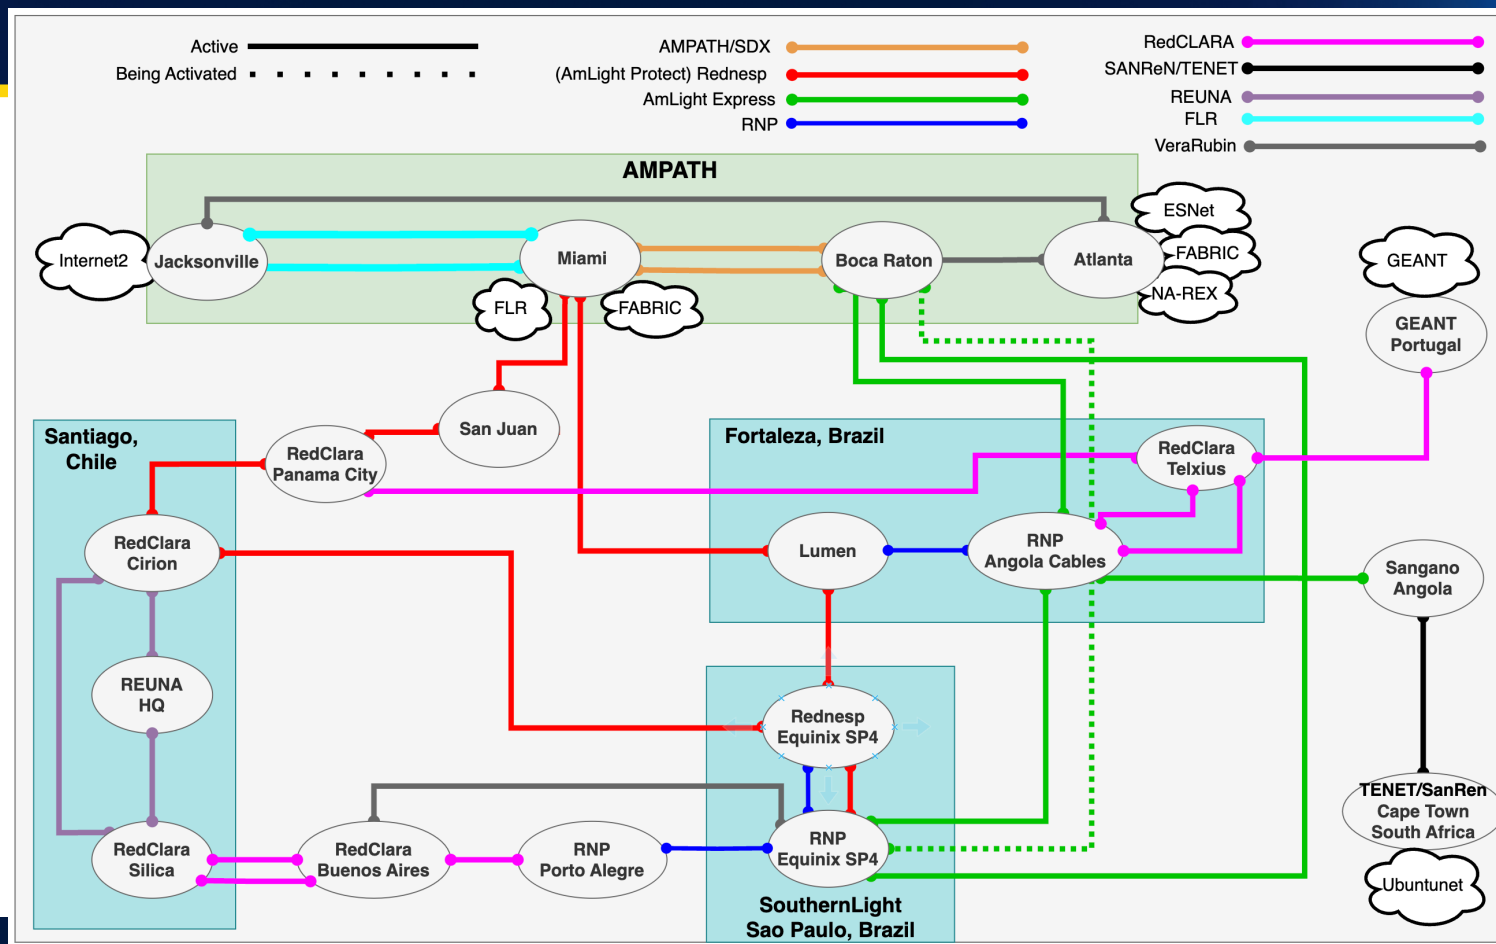 Active
Being Activated
AMPATH/SDX
(AmLight Protect) Rednesp
AmLight Express
RNP
RedCLARA
SANReN/TENET
REUNA
FLR
VeraRubin
AMPATH
Internet2
Jacksonville
Miami
Boca Raton
Atlanta
ESNet
FABRIC
NA-REX
FLR
FABRIC
GEANT
GEANT
Portugal
San Juan
Santiago,
Chile
RedClara
Panama City
Fortaleza, Brazil
RedClara
Telxius
RedClara
Cirion
Lumen
RNP
Angola Cables
Sangano
Angola
REUNA
HQ
Rednesp
Equinix SP4
TENET/SanRen
Cape Town
South Africa
RedClara
Silica
RedClara
Buenos Aires
RNP
Porto Alegre
RNP
Equinix SP4
Ubuntunet
SouthernLight
Sao Paulo, Brazil